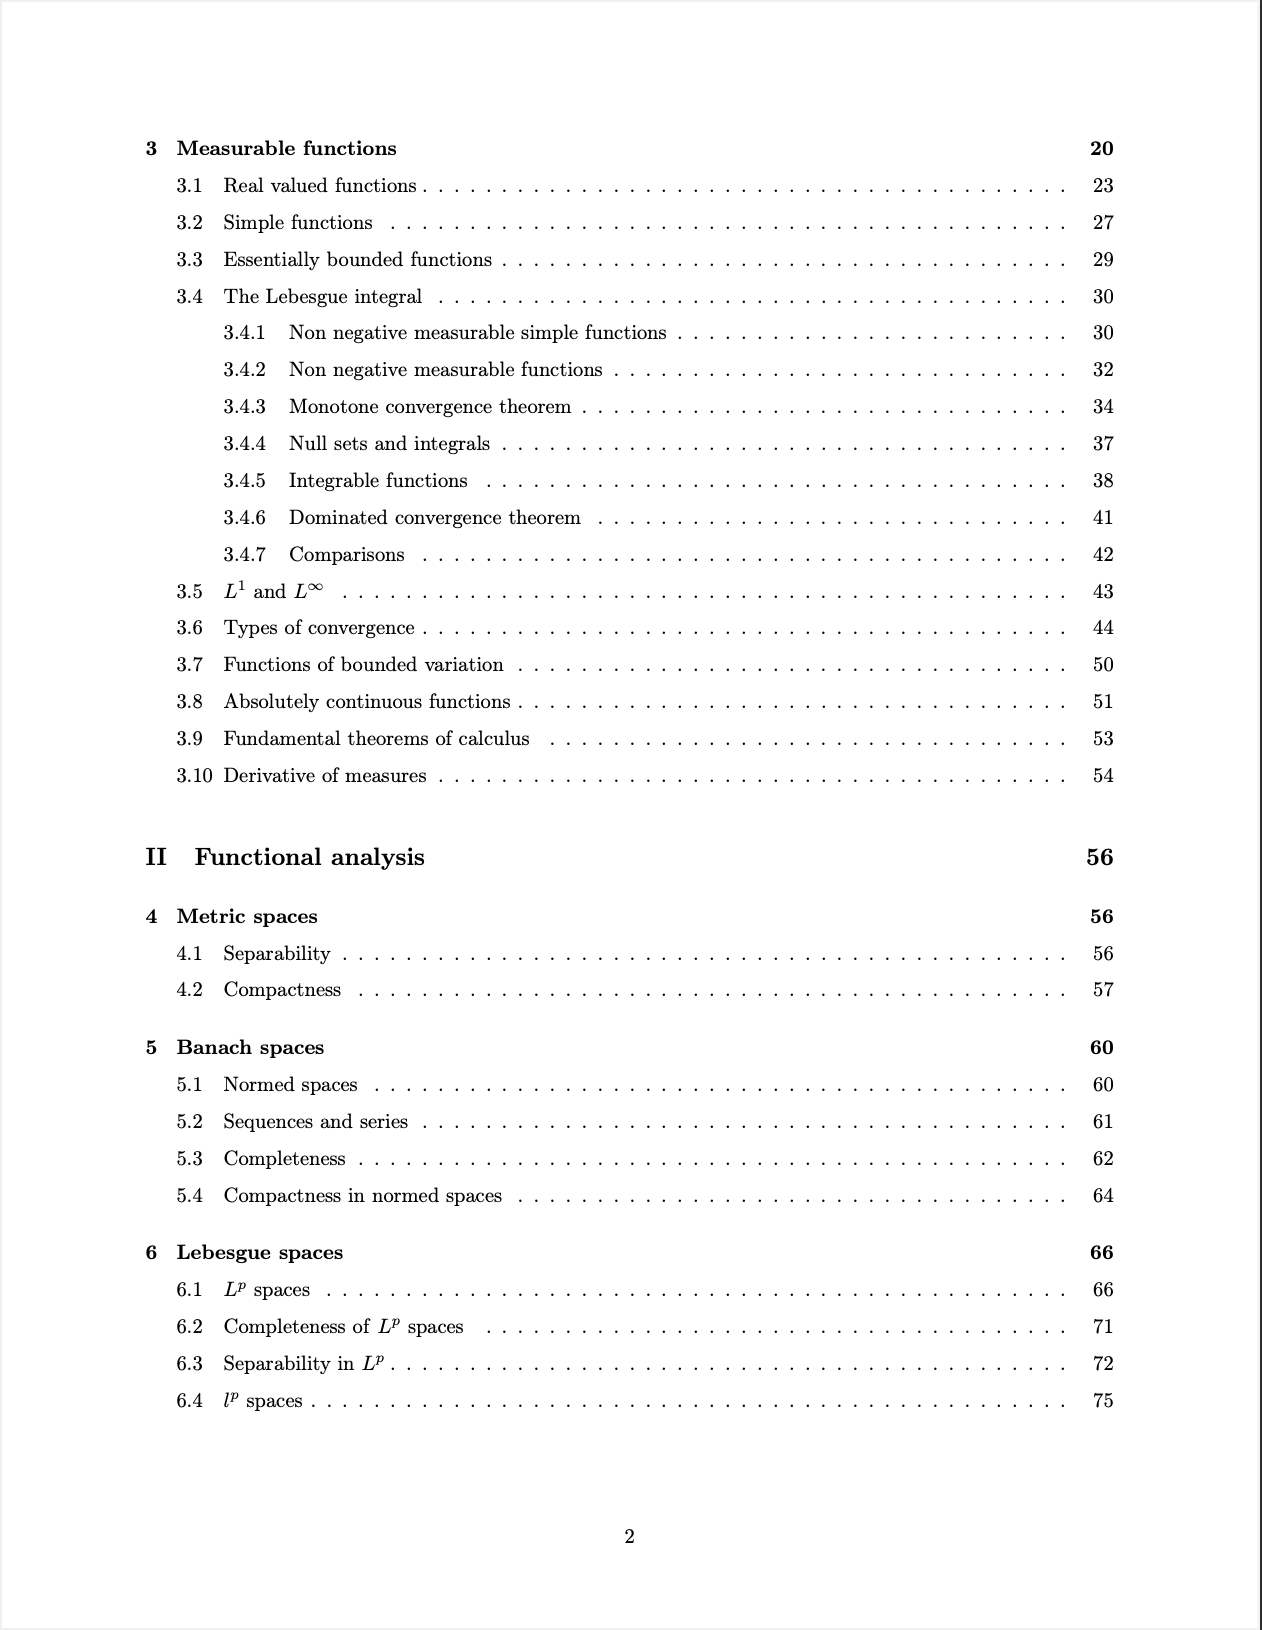 3 Measurable functions 20
3.1 Real valued functions . . . . . . . . . . . . . . . . . . . . . . . . . . . . . . . . . . . . . . . . . 23
3.2 Simple functions . . . . . . . . . . . . . . . . . . . . . . . . . . . . . . . . . . . . . . . . . . . 27
3.3 Essentially bounded functions . . . . . . . . . . . . . . . . . . . . . . . . . . . . . . . . . . . . 29
3.4 The Lebesgue integral . . . . . . . . . . . . . . . . . . . . . . . . . . . . . . . . . . . . . . . . 30
3.4.1 Non negative measurable simple functions . . . . . . . . . . . . . . . . . . . . . . . . . 30
3.4.2 Non negative measurable functions . . . . . . . . . . . . . . . . . . . . . . . . . . . . . 32
3.4.3 Monotone convergence theorem . . . . . . . . . . . . . . . . . . . . . . . . . . . . . . . 34
3.4.4 Null sets and integrals . . . . . . . . . . . . . . . . . . . . . . . . . . . . . . . . . . . . 37
3.4.5 Integrable functions . . . . . . . . . . . . . . . . . . . . . . . . . . . . . . . . . . . . . 38
3.4.6 Dominated convergence theorem . . . . . . . . . . . . . . . . . . . . . . . . . . . . . . 41
3.4.7 Comparisons . . . . . . . . . . . . . . . . . . . . . . . . . . . . . . . . . . . . . . . . . 42
3.5 L¹ and L^∞ . . . . . . . . . . . . . . . . . . . . . . . . . . . . . . . . . . . . . . . . . . . . . . 43
3.6 Types of convergence . . . . . . . . . . . . . . . . . . . . . . . . . . . . . . . . . . . . . . . . . 44
3.7 Functions of bounded variation . . . . . . . . . . . . . . . . . . . . . . . . . . . . . . . . . . . 50
3.8 Absolutely continuous functions . . . . . . . . . . . . . . . . . . . . . . . . . . . . . . . . . . . 51
3.9 Fundamental theorems of calculus . . . . . . . . . . . . . . . . . . . . . . . . . . . . . . . . . 53
3.10 Derivative of measures . . . . . . . . . . . . . . . . . . . . . . . . . . . . . . . . . . . . . . . . 54
II Functional analysis 56
4 Metric spaces 56
4.1 Separability . . . . . . . . . . . . . . . . . . . . . . . . . . . . . . . . . . . . . . . . . . . . . . 56
4.2 Compactness . . . . . . . . . . . . . . . . . . . . . . . . . . . . . . . . . . . . . . . . . . . . . 57
5 Banach spaces 60
5.1 Normed spaces . . . . . . . . . . . . . . . . . . . . . . . . . . . . . . . . . . . . . . . . . . . . 60
5.2 Sequences and series . . . . . . . . . . . . . . . . . . . . . . . . . . . . . . . . . . . . . . . . . 61
5.3 Completeness . . . . . . . . . . . . . . . . . . . . . . . . . . . . . . . . . . . . . . . . . . . . . 62
5.4 Compactness in normed spaces . . . . . . . . . . . . . . . . . . . . . . . . . . . . . . . . . . . 64
6 Lebesgue spaces 66
6.1 L^p spaces . . . . . . . . . . . . . . . . . . . . . . . . . . . . . . . . . . . . . . . . . . . . . . . 66
6.2 Completeness of L^p spaces . . . . . . . . . . . . . . . . . . . . . . . . . . . . . . . . . . . . . 71
6.3 Separability in L^p . . . . . . . . . . . . . . . . . . . . . . . . . . . . . . . . . . . . . . . . . . . 72
6.4 l^p spaces . . . . . . . . . . . . . . . . . . . . . . . . . . . . . . . . . . . . . . . . . . . . . . . . 75
2